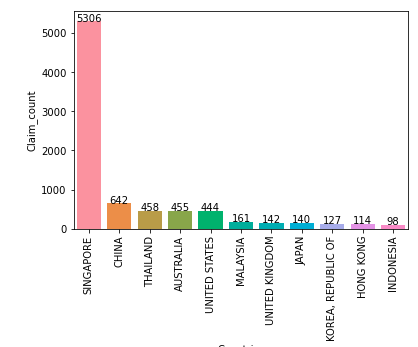 5306
5000
4000
Claim_count
3000
2000
1000
642
458
455
444
161
142
140
127
114
98
0
SINGAPORE
CHINA
THAILAND
AUSTRALIA
UNITED STATES
MALAYSIA
UNITED KINGDOM
JAPAN
KOREA, REPUBLIC OF
HONG KONG
INDONESIA